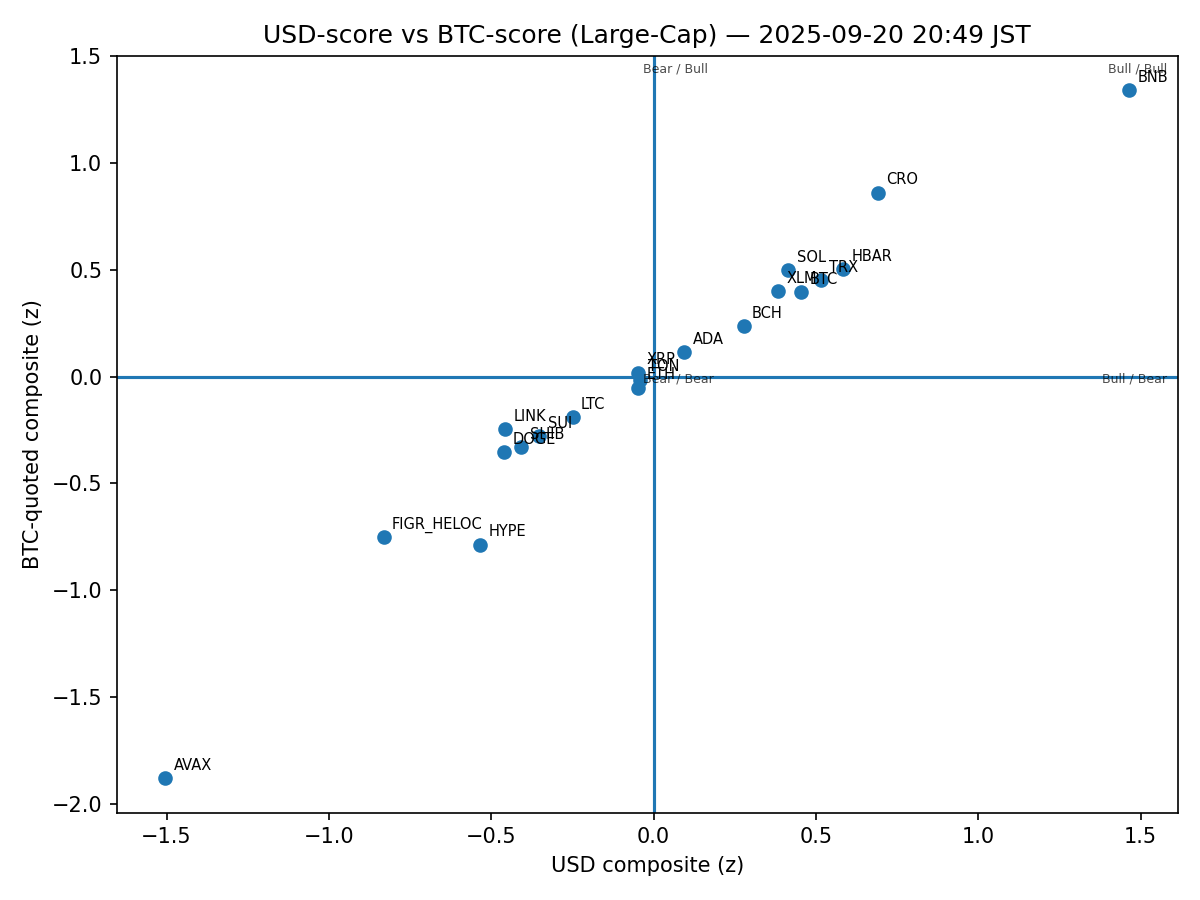 USD-score vs BTC-score (Large-Cap) — 2025-09-20 20:49 JST
1.5
Bear / Bull
Bull / Bull
BNB
1.0
CRO
0.5
SOL
HBAR
TRX
XLM
BTC
BCH
ADA
XRP
TON
ETH
0.0
Bear / Bear
Bull / Bear
LTC
LINK
SUI
SHIB
DOGE
−0.5
FIGR_HELOC
HYPE
−1.0
−1.5
AVAX
−2.0
−1.5
−1.0
−0.5
0.0
0.5
1.0
1.5
USD composite (z)
BTC-quoted composite (z)